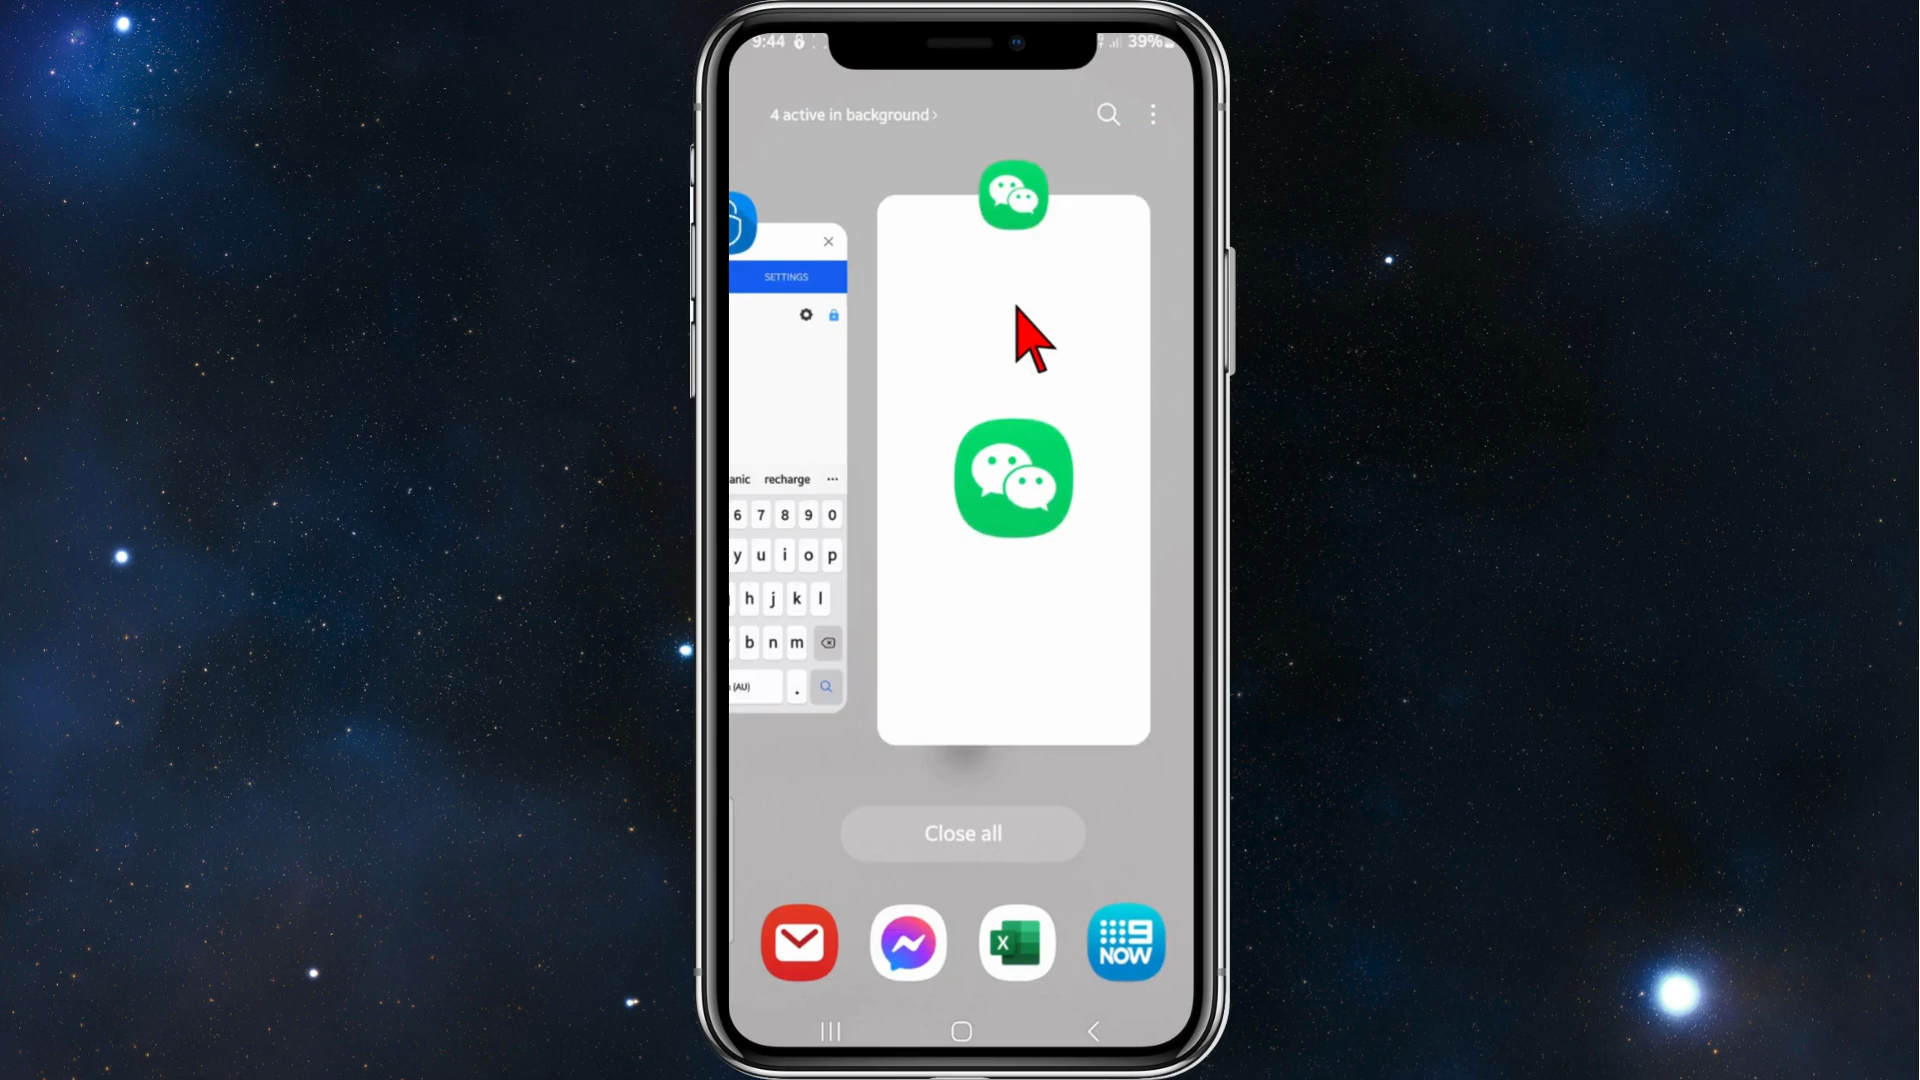 9:44
39%
4 active in background >
SETTINGS
anic recharge ...
6 7 8 9 0
y u i o p
h j k l
b n m
(AU) .
Close all
X
9
NOW